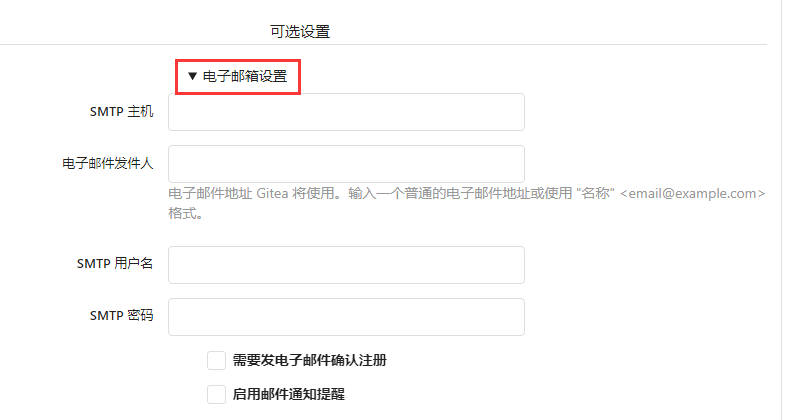 可选设置
▼ 电子邮箱设置
SMTP 主机
电子邮件发件人
电子邮件地址 Gitea 将使用。输入一个普通的电子邮件地址或使用 "名称" <email@example.com>
格式。
SMTP 用户名
SMTP 密码
需要发电子邮件确认注册
启用邮件通知提醒